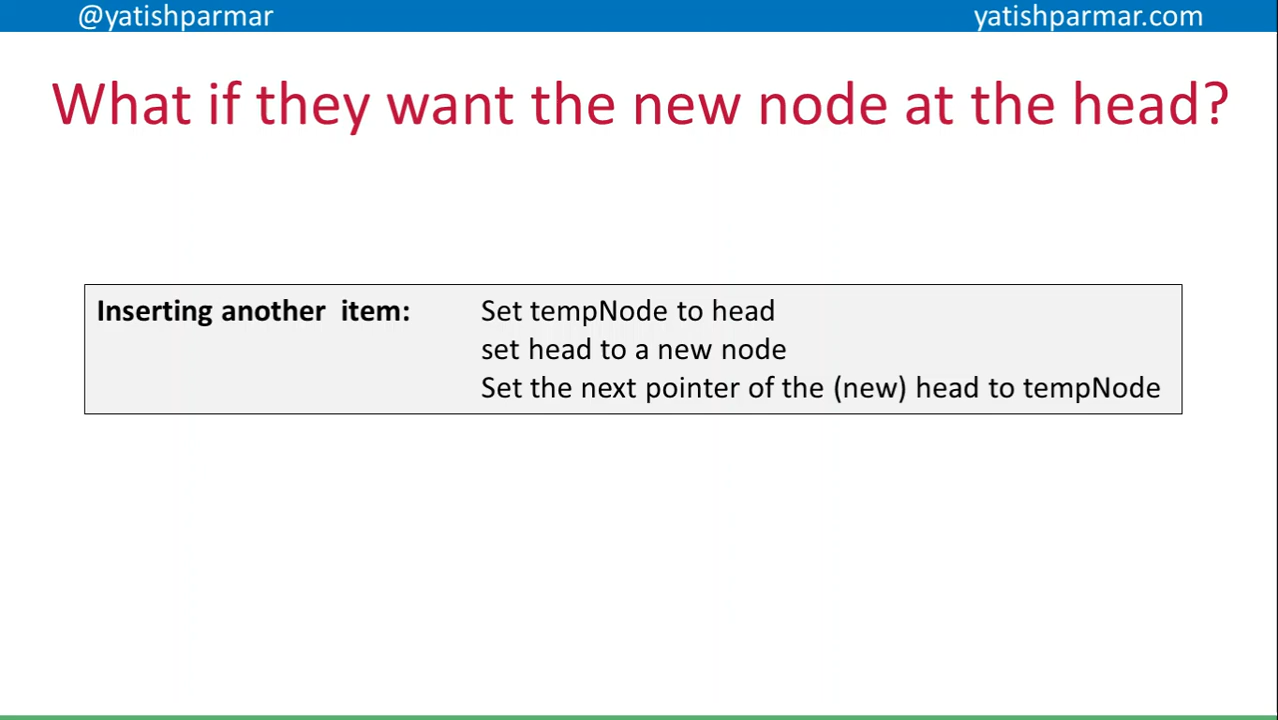 @yatishparmar yatishparmar.com
What if they want the new node at the head?
Inserting another item: Set tempNode to head
set head to a new node
Set the next pointer of the (new) head to tempNode